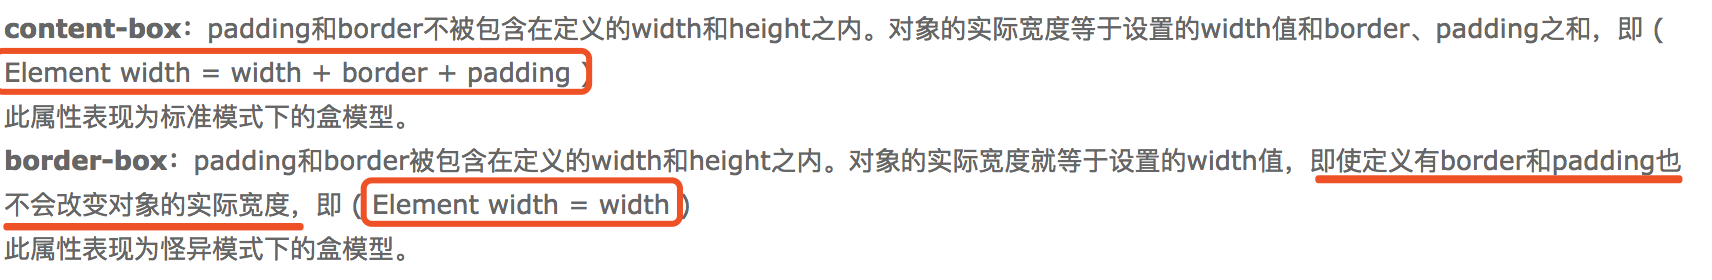 content-box：padding和border不被包含在定义的width和height之内。对象的实际宽度等于设置的width值和border、padding之和，即 (
Element width = width + border + padding )
此属性表现为标准模式下的盒模型。
border-box：padding和border被包含在定义的width和height之内。对象的实际宽度就等于设置的width值，即使定义有border和padding也
不会改变对象的实际宽度，即 ( Element width = width )
此属性表现为怪异模式下的盒模型。